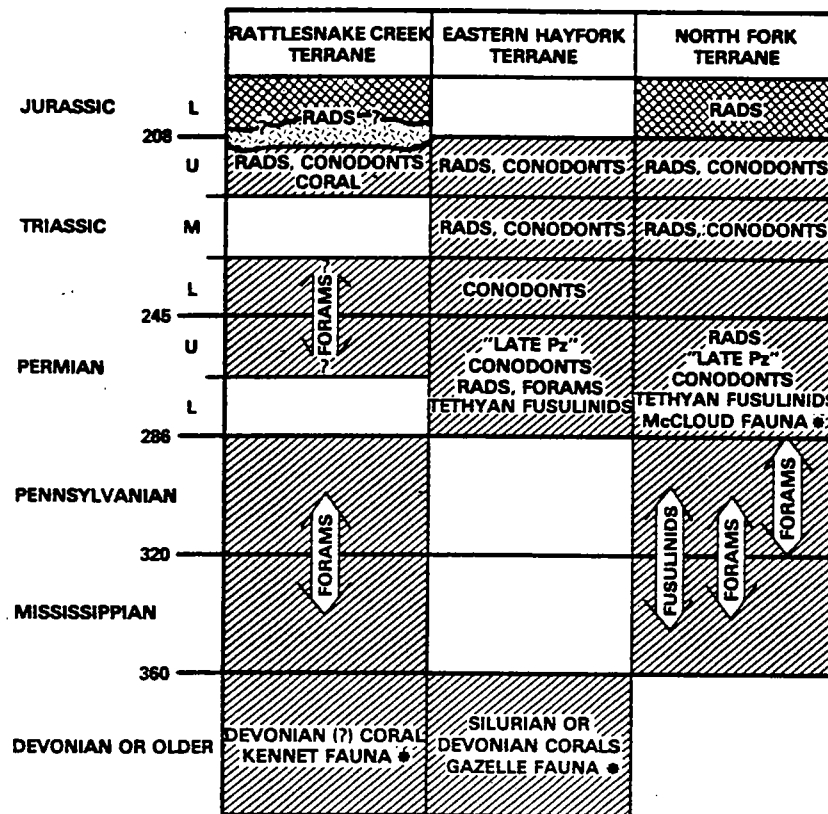 RATTLESNAKE CREEK TERRANE
EASTERN HAYFORK TERRANE
NORTH FORK TERRANE
JURASSIC L
? RADS ?
RADS
208
U
RADS, CONODONTS
CORAL
RADS, CONODONTS
RADS, CONODONTS
TRIASSIC M
RADS, CONODONTS
RADS, CONODONTS
L
? FORAMS ?
CONODONTS
245
PERMIAN
U
"LATE Pz"
CONODONTS
RADS, FORAMS
TETHYAN FUSULINIDS
RADS
"LATE Pz"
CONODONTS
TETHYAN FUSULINIDS
McCLOUD FAUNA *
L
286
PENNSYLVANIAN
FORAMS
FUSULINIDS
FORAMS
FORAMS
320
MISSISSIPPIAN
360
DEVONIAN OR OLDER
DEVONIAN (?) CORAL
KENNET FAUNA *
SILURIAN OR
DEVONIAN CORALS
GAZELLE FAUNA *